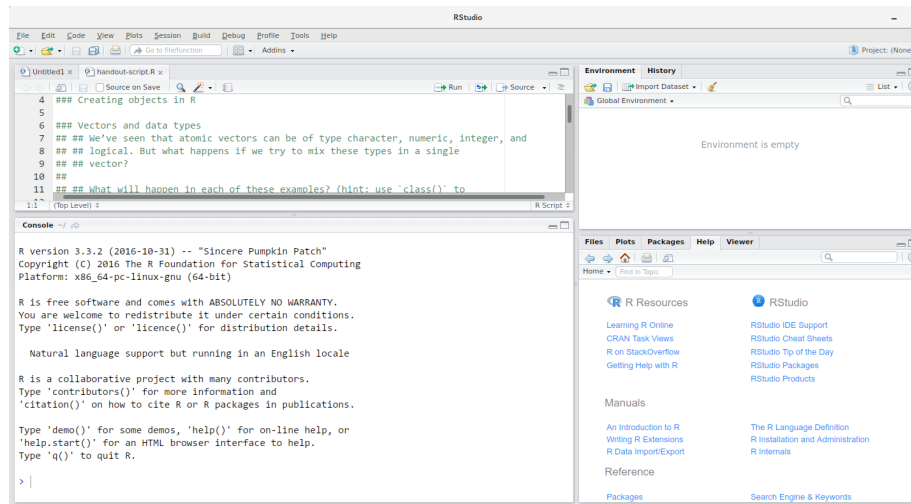 RStudio
File Edit Code View Plots Session Build Debug Profile Tools Help
Go to file/function Addins Project: (None
Untitled1 × handout-script.R ×
Source on Save Run Source
4 ### Creating objects in R
5
6 ### Vectors and data types
7 ## ## We've seen that atomic vectors can be of type character, numeric, integer, and
8 ## ## logical. But what happens if we try to mix these types in a single
9 ## ## vector?
10 ##
11 ## ## What will happen in each of these examples? (hint: use `class()` to
1:1 (Top Level) R Script
Console ~/
R version 3.3.2 (2016-10-31) -- "Sincere Pumpkin Patch"
Copyright (C) 2016 The R Foundation for Statistical Computing
Platform: x86_64-pc-linux-gnu (64-bit)
R is free software and comes with ABSOLUTELY NO WARRANTY.
You are welcome to redistribute it under certain conditions.
Type 'license()' or 'licence()' for distribution details.
Natural language support but running in an English locale
R is a collaborative project with many contributors.
Type 'contributors()' for more information and
'citation()' on how to cite R or R packages in publications.
Type 'demo()' for some demos, 'help()' for on-line help, or
'help.start()' for an HTML browser interface to help.
Type 'q()' to quit R.
>
Environment History
Import Dataset List
Global Environment
Environment is empty
Files Plots Packages Help Viewer
Home Find in Topic
R Resources
Learning R Online
CRAN Task Views
R on StackOverflow
Getting Help with R
RStudio
RStudio IDE Support
RStudio Cheat Sheets
RStudio Tip of the Day
RStudio Packages
RStudio Products
Manuals
An Introduction to R
Writing R Extensions
R Data Import/Export
The R Language Definition
R Installation and Administration
R Internals
Reference
Packages
Search Engine & Keywords